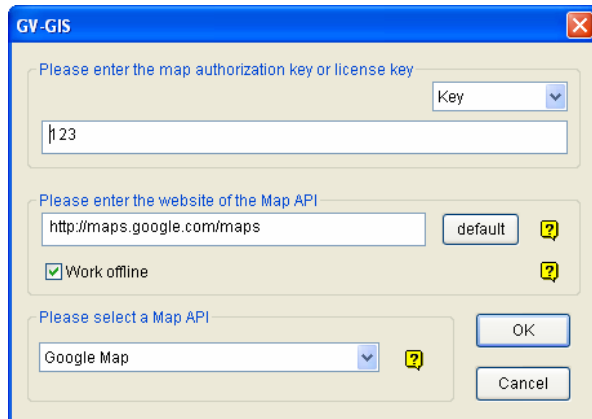 GV-GIS
Please enter the map authorization key or license key
Key
123
Please enter the website of the Map API
http://maps.google.com/maps
default
?
Work offline
?
Please select a Map API
Google Map
?
OK
Cancel